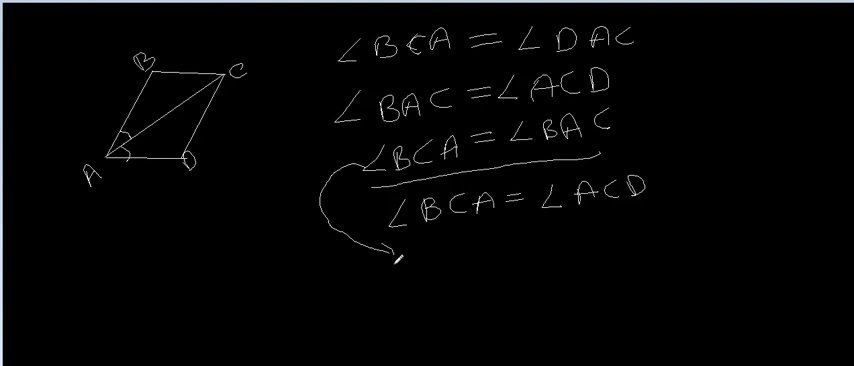 B
C
A
D
∠BCA = ∠DAC
∠BAC = ∠ACD
∠BCA = ∠BAC
∠BCA = ∠ACD